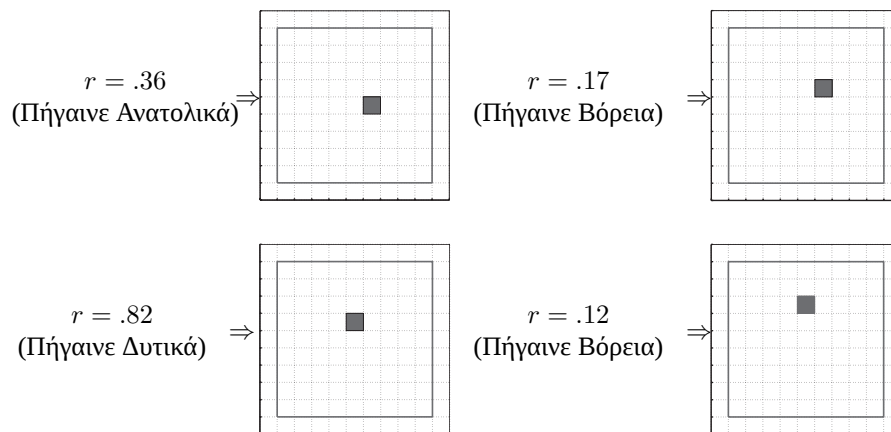 r = .36
(Πήγαινε Ανατολικά)
⇒
r = .17
(Πήγαινε Βόρεια)
⇒
r = .82
(Πήγαινε Δυτικά)
⇒
r = .12
(Πήγαινε Βόρεια)
⇒